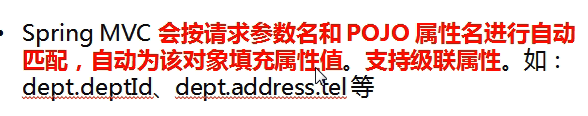 • Spring MVC 会按请求参数名和 POJO 属性名进行自动
匹配，自动为该对象填充属性值。支持级联属性。如：
dept.deptId、dept.address.tel 等